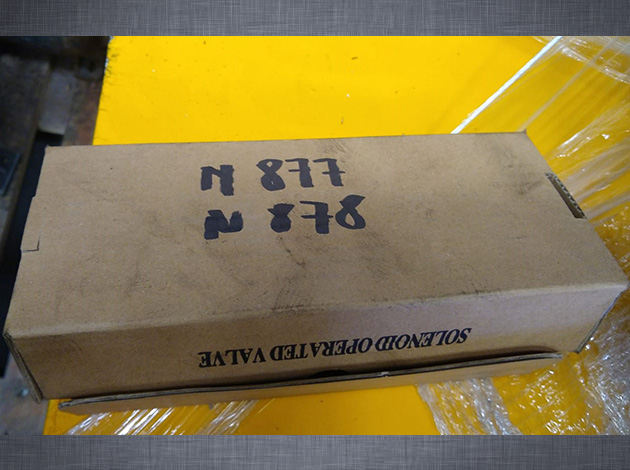 N 877
N 878
SOLENOID OPERATED VALVE